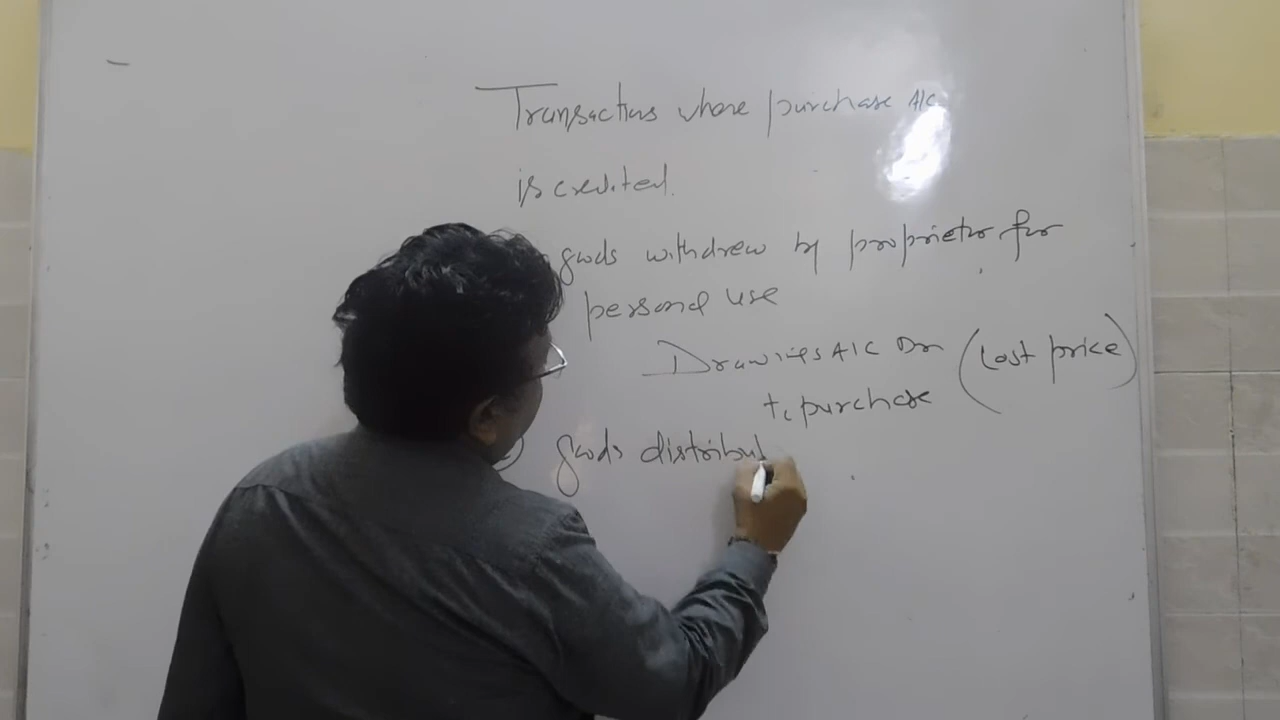 Transactions where purchase A/C
is credited.
goods withdrew by proprietor for
personal use
Drawings A/C Dr (Cost price)
to purchase
goods distribut